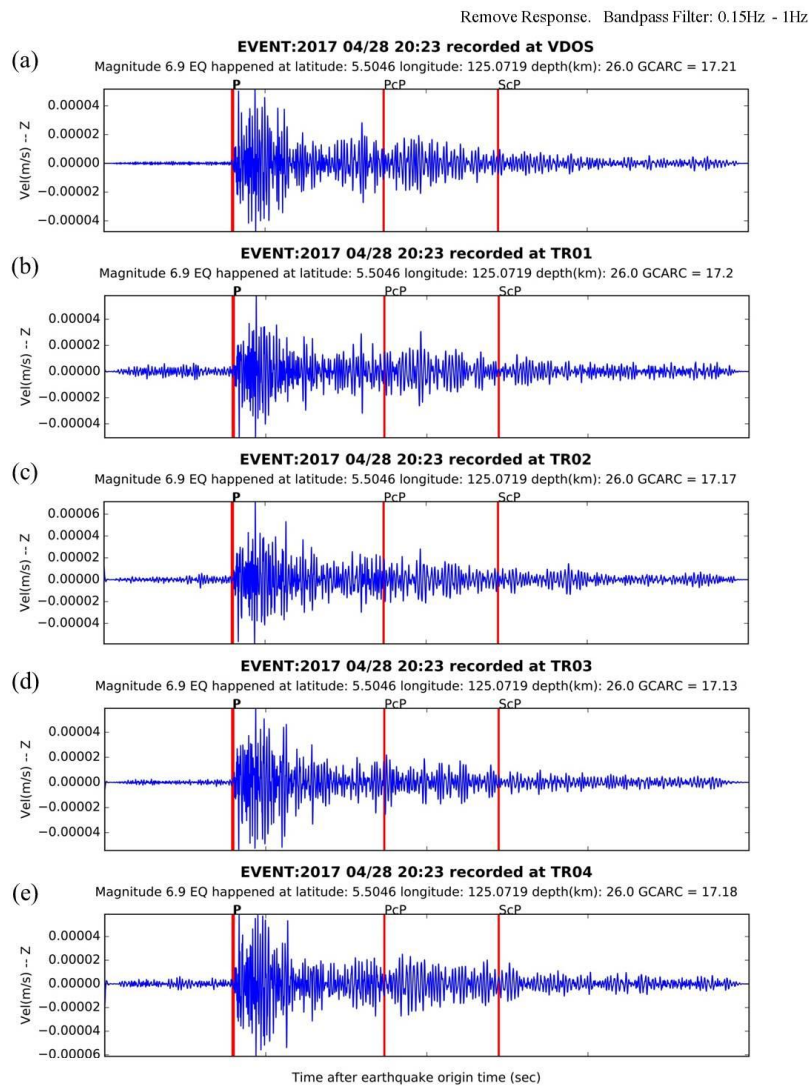 Remove Response. Bandpass Filter: 0.15Hz - 1Hz
(a)
EVENT:2017 04/28 20:23 recorded at VDOS
Magnitude 6.9 EQ happened at latitude: 5.5046 longitude: 125.0719 depth(km): 26.0 GCARC = 17.21
P PcP ScP
Vel(m/s) -- Z
0.00004
0.00002
0.00000
−0.00002
−0.00004
(b)
EVENT:2017 04/28 20:23 recorded at TR01
Magnitude 6.9 EQ happened at latitude: 5.5046 longitude: 125.0719 depth(km): 26.0 GCARC = 17.2
P PcP ScP
Vel(m/s) -- Z
0.00004
0.00002
0.00000
−0.00002
−0.00004
(c)
EVENT:2017 04/28 20:23 recorded at TR02
Magnitude 6.9 EQ happened at latitude: 5.5046 longitude: 125.0719 depth(km): 26.0 GCARC = 17.17
P PcP ScP
Vel(m/s) -- Z
0.00006
0.00004
0.00002
0.00000
−0.00002
−0.00004
(d)
EVENT:2017 04/28 20:23 recorded at TR03
Magnitude 6.9 EQ happened at latitude: 5.5046 longitude: 125.0719 depth(km): 26.0 GCARC = 17.13
P PcP ScP
Vel(m/s) -- Z
0.00004
0.00002
0.00000
−0.00002
−0.00004
(e)
EVENT:2017 04/28 20:23 recorded at TR04
Magnitude 6.9 EQ happened at latitude: 5.5046 longitude: 125.0719 depth(km): 26.0 GCARC = 17.18
P PcP ScP
Vel(m/s) -- Z
0.00004
0.00002
0.00000
−0.00002
−0.00004
−0.00006
Time after earthquake origin time (sec)